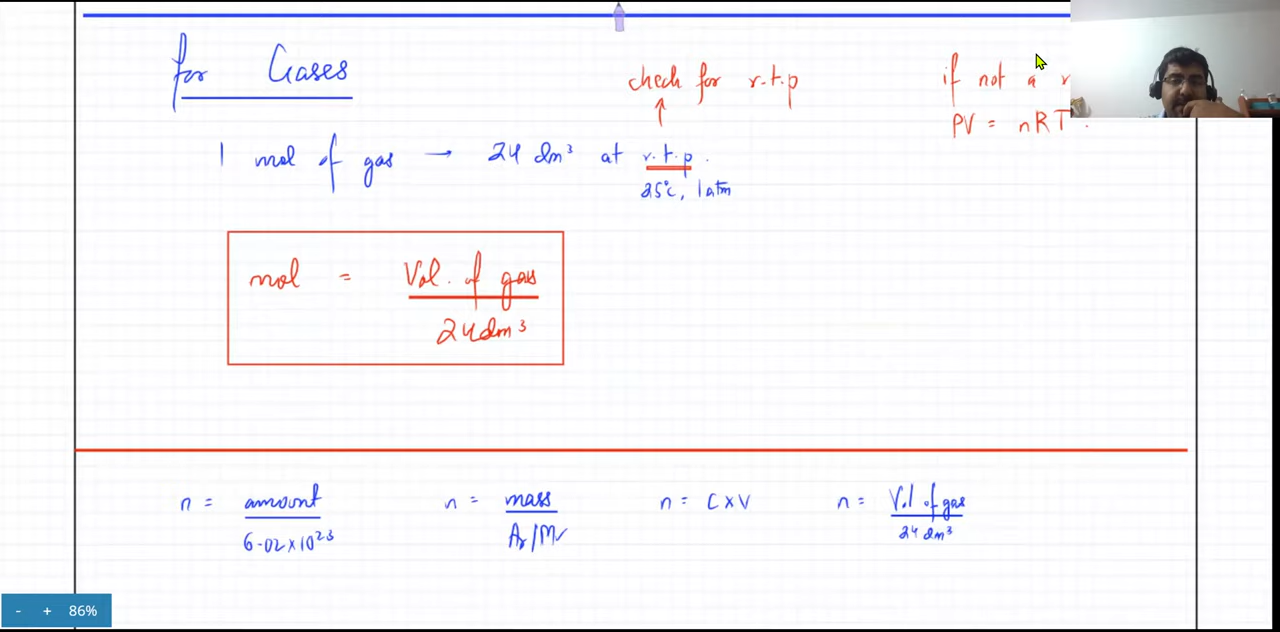 for Gases
check for r.t.p
if not a r
PV = nRT.
1 mol of gas → 24 dm³ at r.t.p.
25°c, 1atm
mol = Vol. of gas
24dm³
n = amount
6.02×10²³
n = mass
Ar/Mr
n = C×V
n = Vol of gas
24 dm³
- + 86%